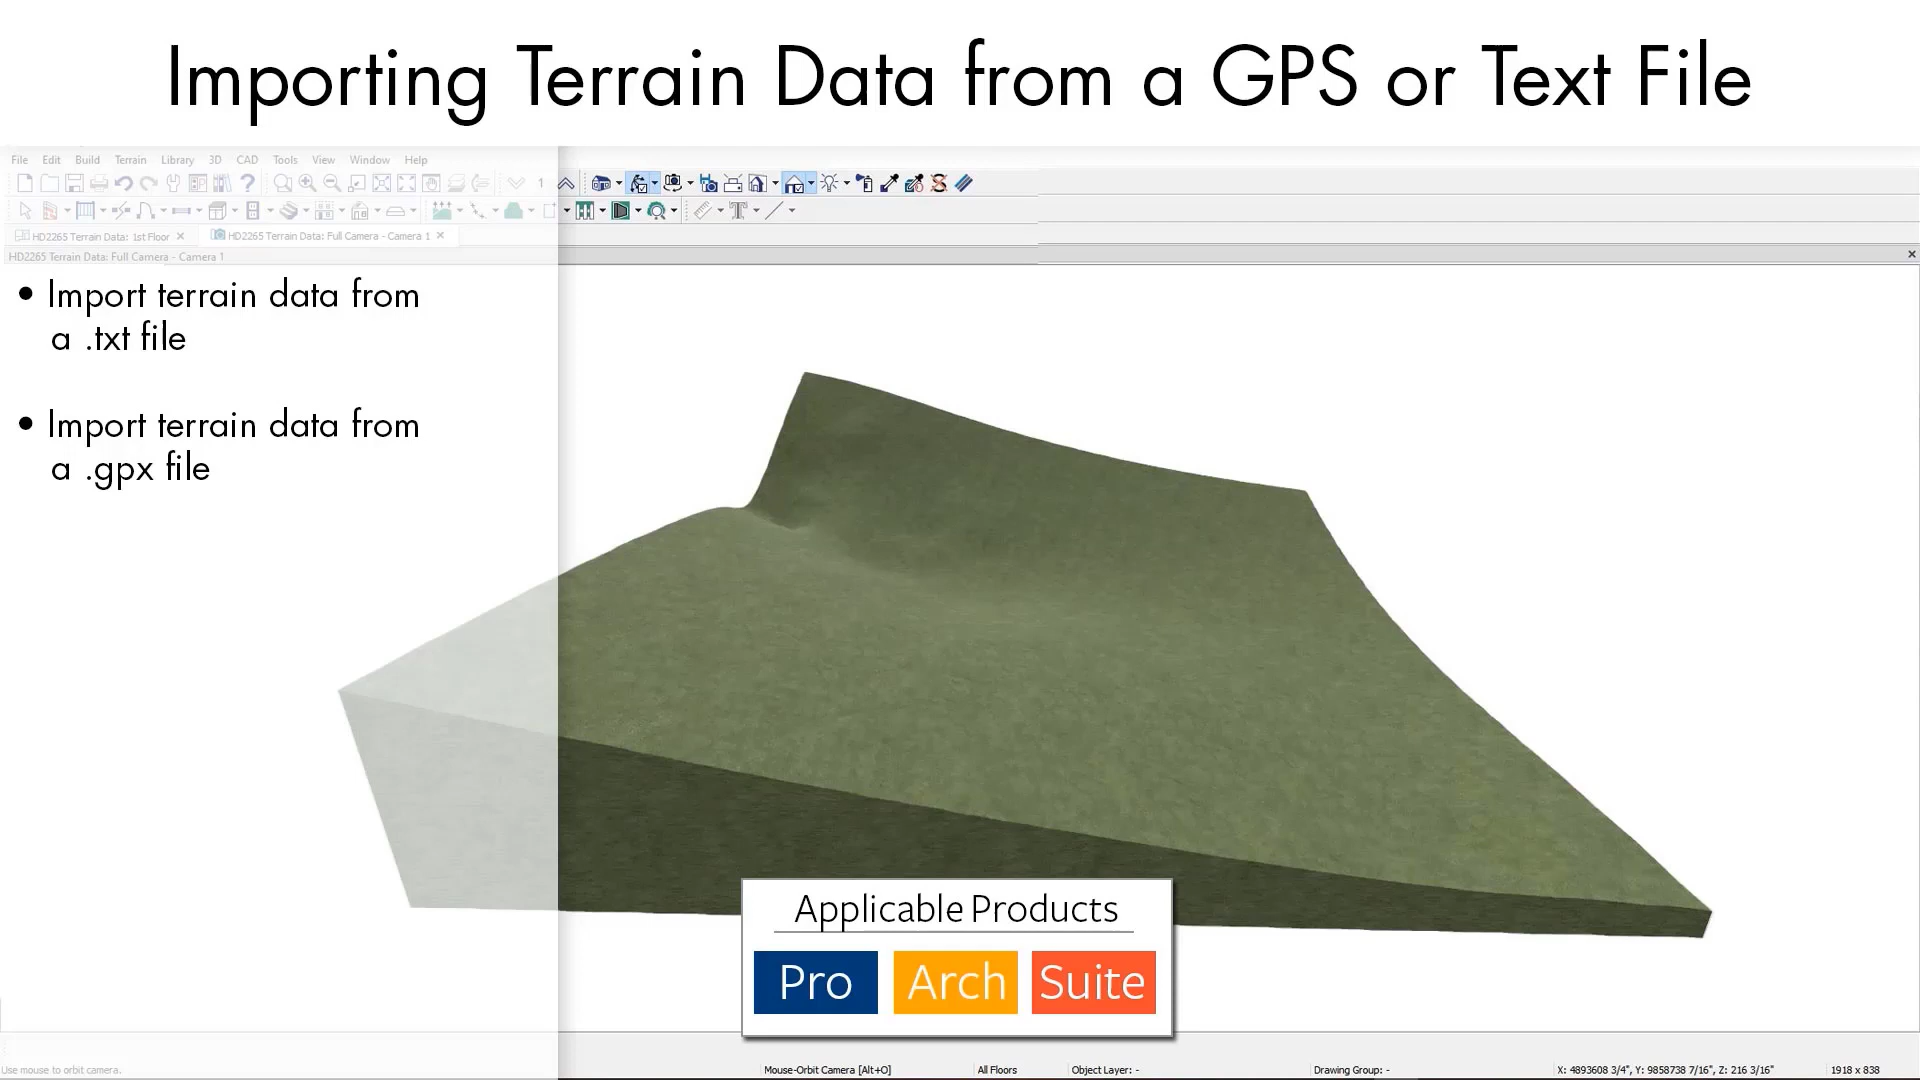 Importing Terrain Data from a GPS or Text File
File Edit Build Terrain Library 3D CAD Tools View Window Help
1
HD2265 Terrain Data: 1st Floor HD2265 Terrain Data: Full Camera - Camera 1
HD2265 Terrain Data: Full Camera - Camera 1
• Import terrain data from
a .txt file
• Import terrain data from
a .gpx file
Applicable Products
Pro Arch Suite
Use mouse to orbit camera. Mouse-Orbit Camera [Alt+O] All Floors Object Layer: - Drawing Group: - X: 4893608 3/4", Y: 9858738 7/16", Z: 216 3/16" 1918 x 838